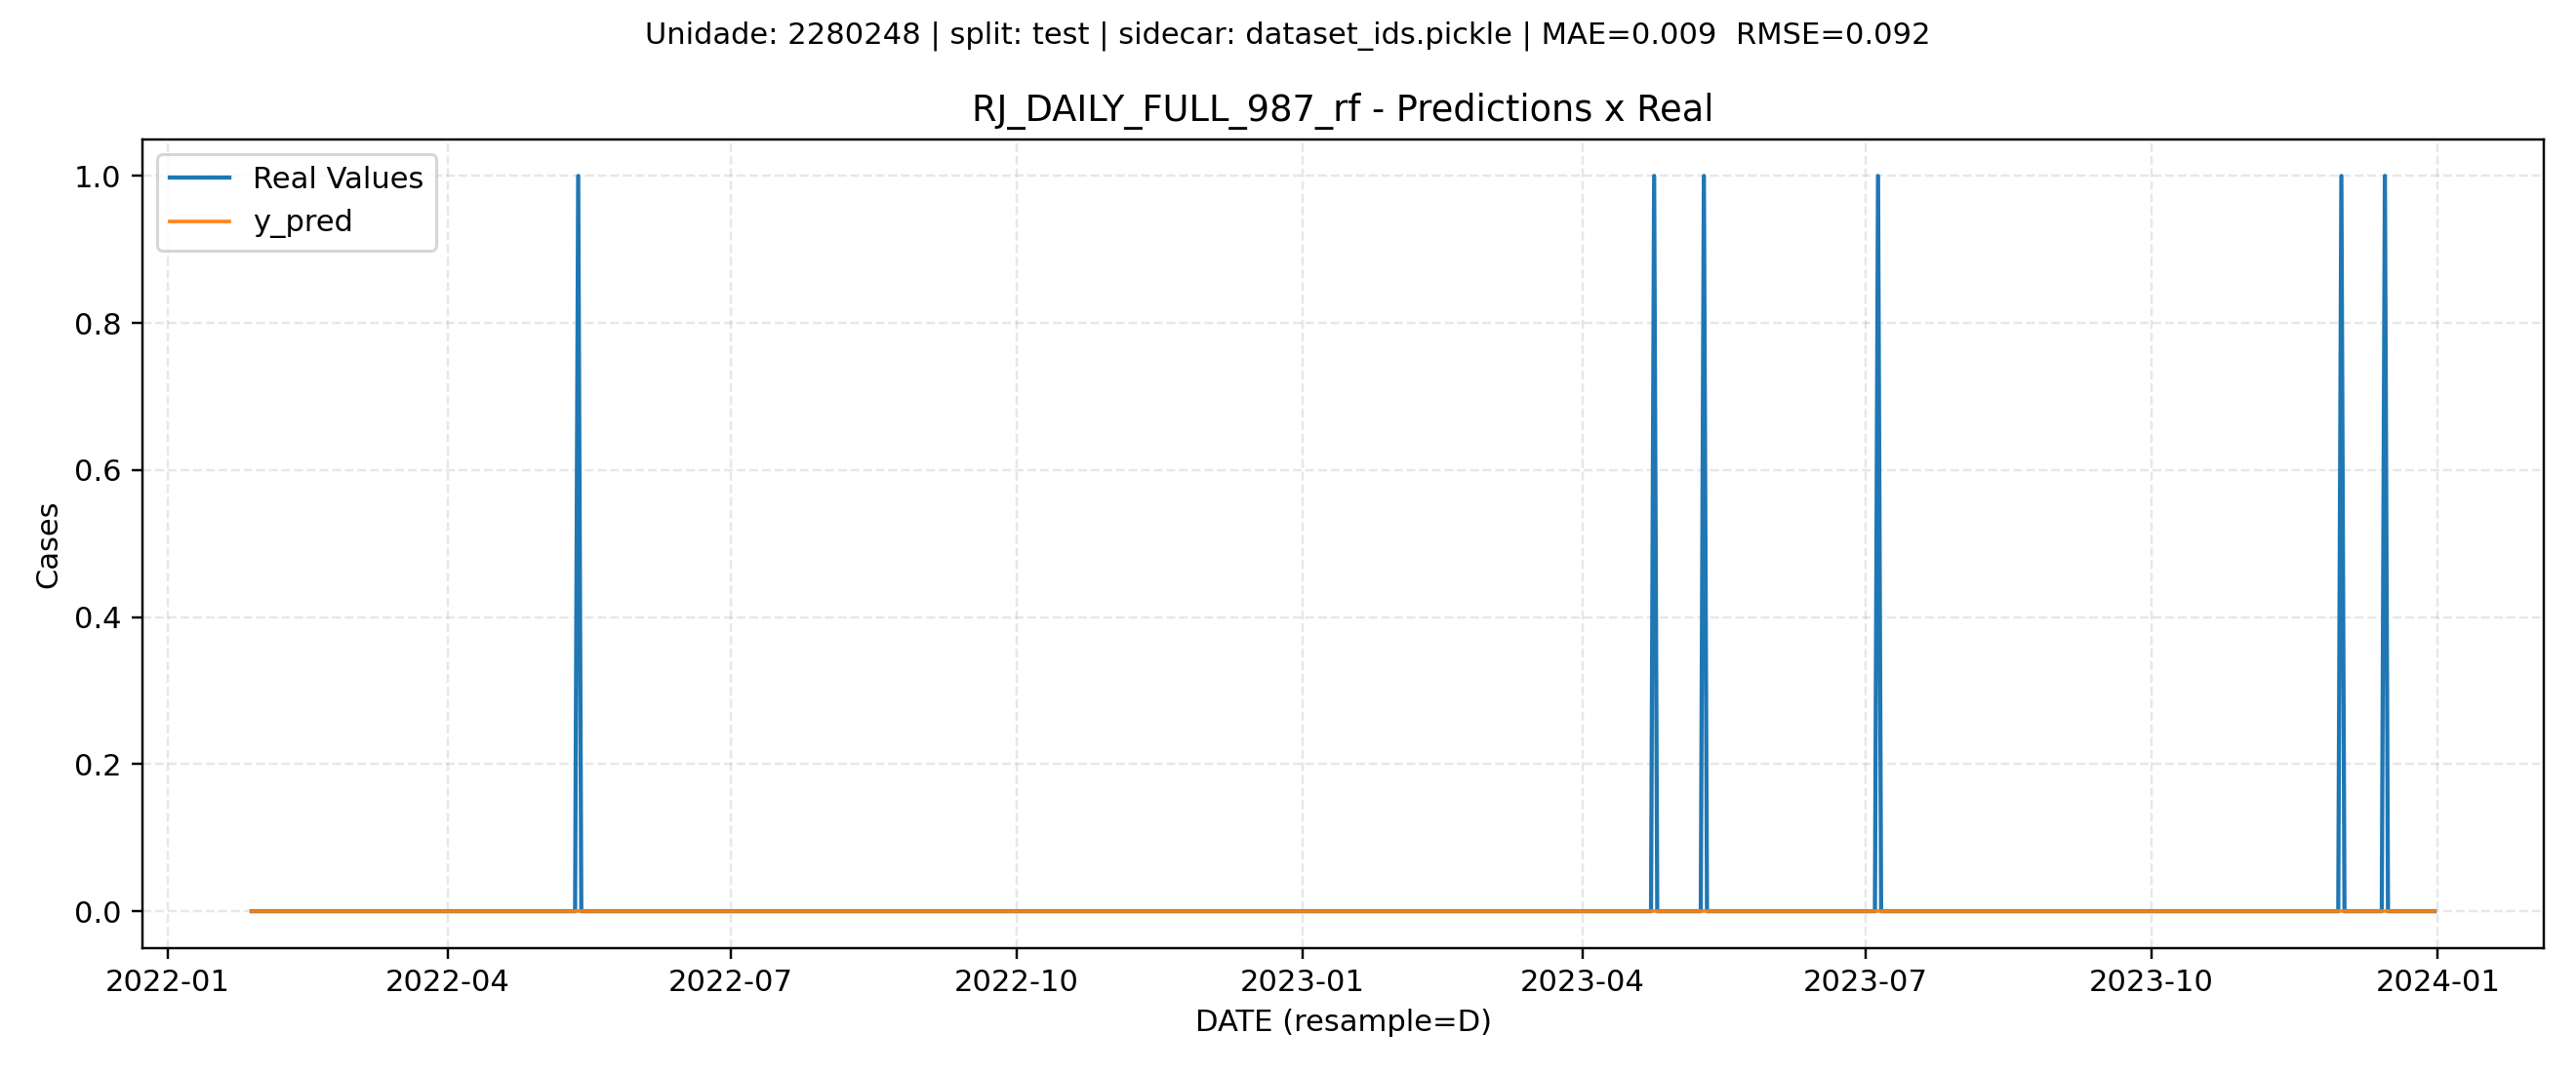 Unidade: 2280248 | split: test | sidecar: dataset_ids.pickle | MAE=0.009  RMSE=0.092
RJ_DAILY_FULL_987_rf - Predictions x Real
Real Values
y_pred
1.0
0.8
0.6
0.4
0.2
0.0
Cases
2022-01 2022-04 2022-07 2022-10 2023-01 2023-04 2023-07 2023-10 2024-01
DATE (resample=D)